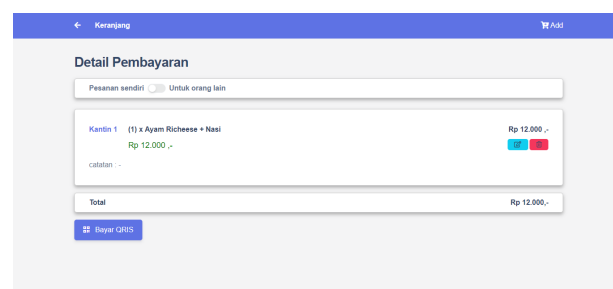 Keranjang Add
Detail Pembayaran
Pesanan sendiri Untuk orang lain
Kantin 1 (1) x Ayam Richeese + Nasi Rp 12.000 ,-
Rp 12.000 ,-
catatan : -
Total Rp 12.000,-
Bayar QRIS